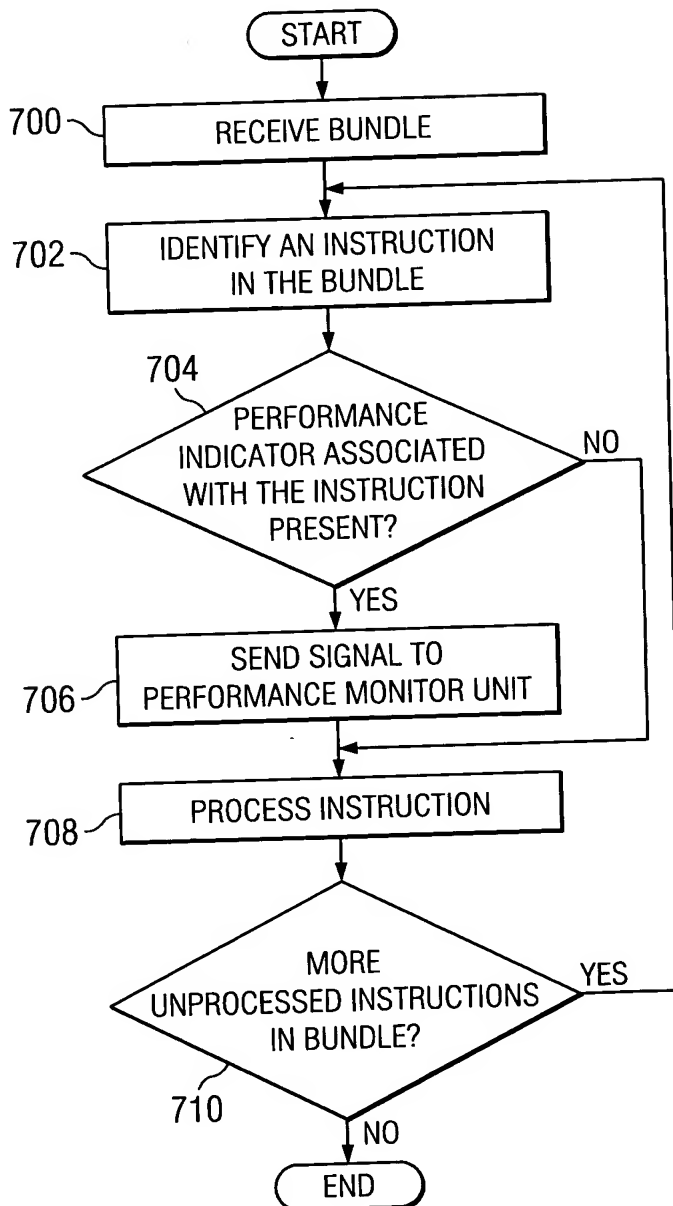 START
700
RECEIVE BUNDLE
702
IDENTIFY AN INSTRUCTION
IN THE BUNDLE
704
PERFORMANCE
INDICATOR ASSOCIATED
WITH THE INSTRUCTION
PRESENT?
NO
YES
706
SEND SIGNAL TO
PERFORMANCE MONITOR UNIT
708
PROCESS INSTRUCTION
MORE
UNPROCESSED INSTRUCTIONS
IN BUNDLE?
YES
710
NO
END